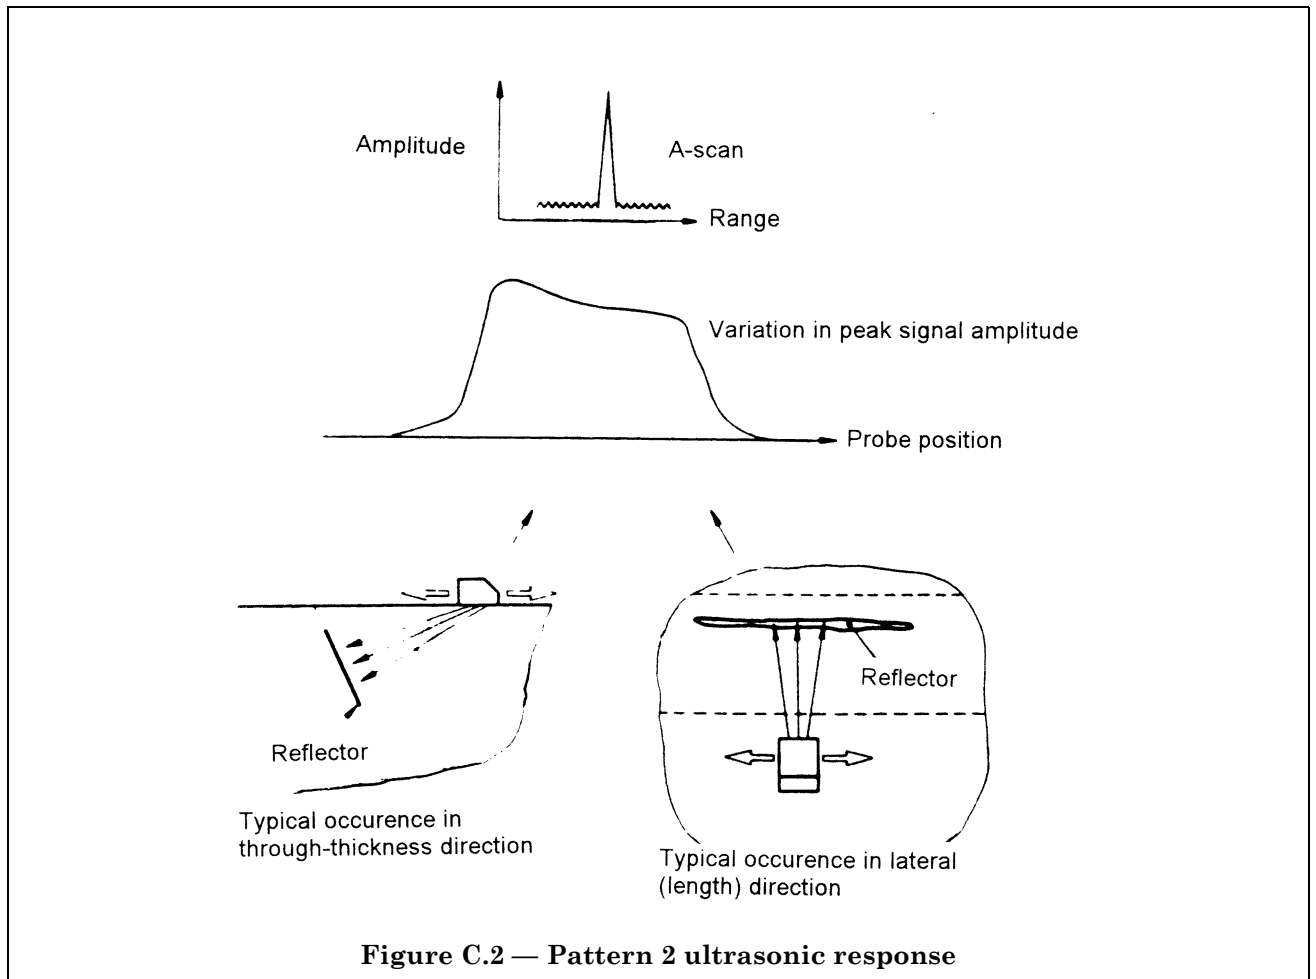 Amplitude
A-scan
Range
Variation in peak signal amplitude
Probe position
Reflector
Typical occurence in
through-thickness direction
Reflector
Typical occurence in lateral
(length) direction
Figure C.2 — Pattern 2 ultrasonic response